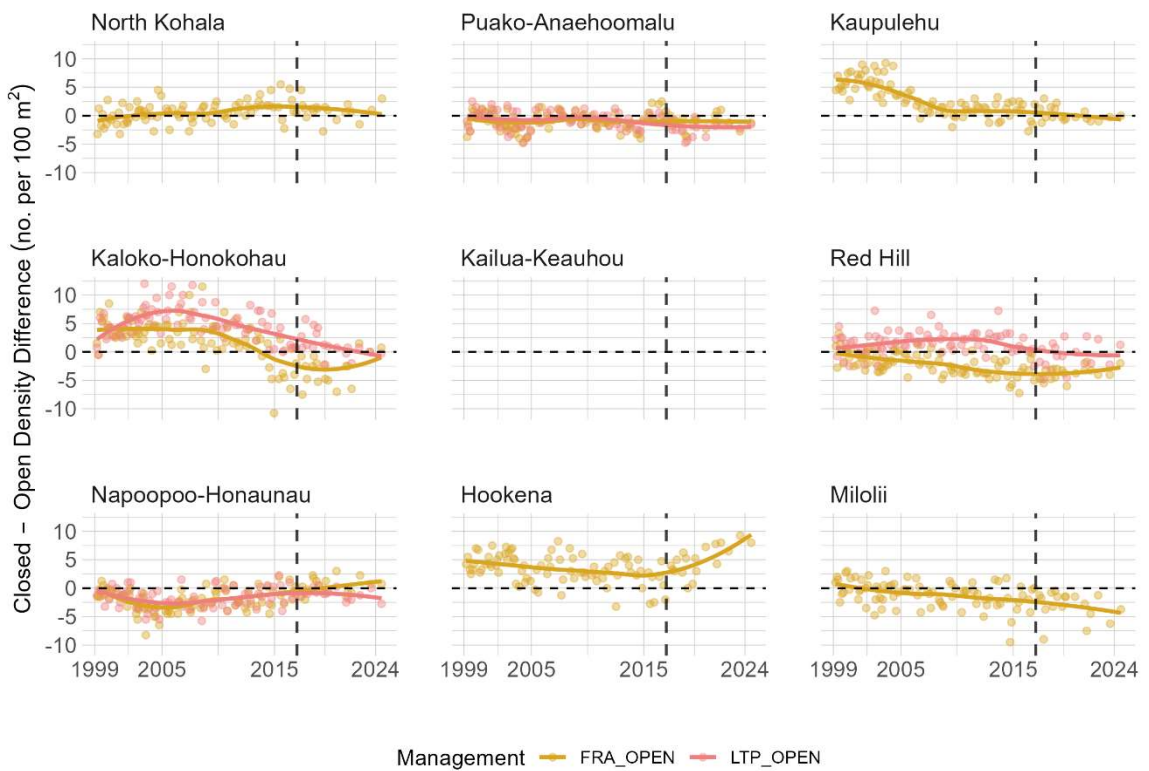 North Kohala
Puako-Anaehoomalu
Kaupulehu
10
5
0
-5
-10
Kaloko-Honokohau
Kailua-Keauhou
Red Hill
10
5
0
-5
-10
Napoopoo-Honaunau
Hookena
Milolii
10
5
0
-5
-10
1999 2005 2015 2024
1999 2005 2015 2024
1999 2005 2015 2024
Closed − Open Density Difference (no. per 100 m²)
Management FRA_OPEN LTP_OPEN